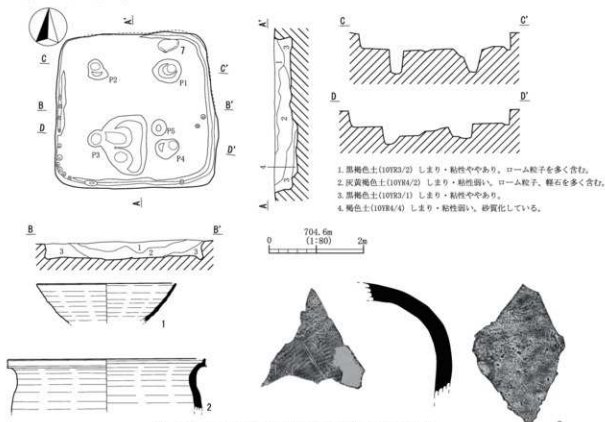 A'
C
C'
P2
P1
B
B'
D
D'
P3
P5
P4
A
A'
3
1
2
4
3
A
C
C'
D
D'
1.黒褐色土(10YR3/2) しまり・粘性ややあり。ローム粒子を多く含む。
2.灰黄褐色土(10YR4/2) しまり・粘性弱い。ローム粒子、軽石を多く含む。
3.黒褐色土(10YR3/1) しまり・粘性ややあり。
4.褐色土(10YR4/4) しまり・粘性弱い。砂質化している。
B
B'
3
1
2
3
704.6m
0 (1:80) 2m
1
2